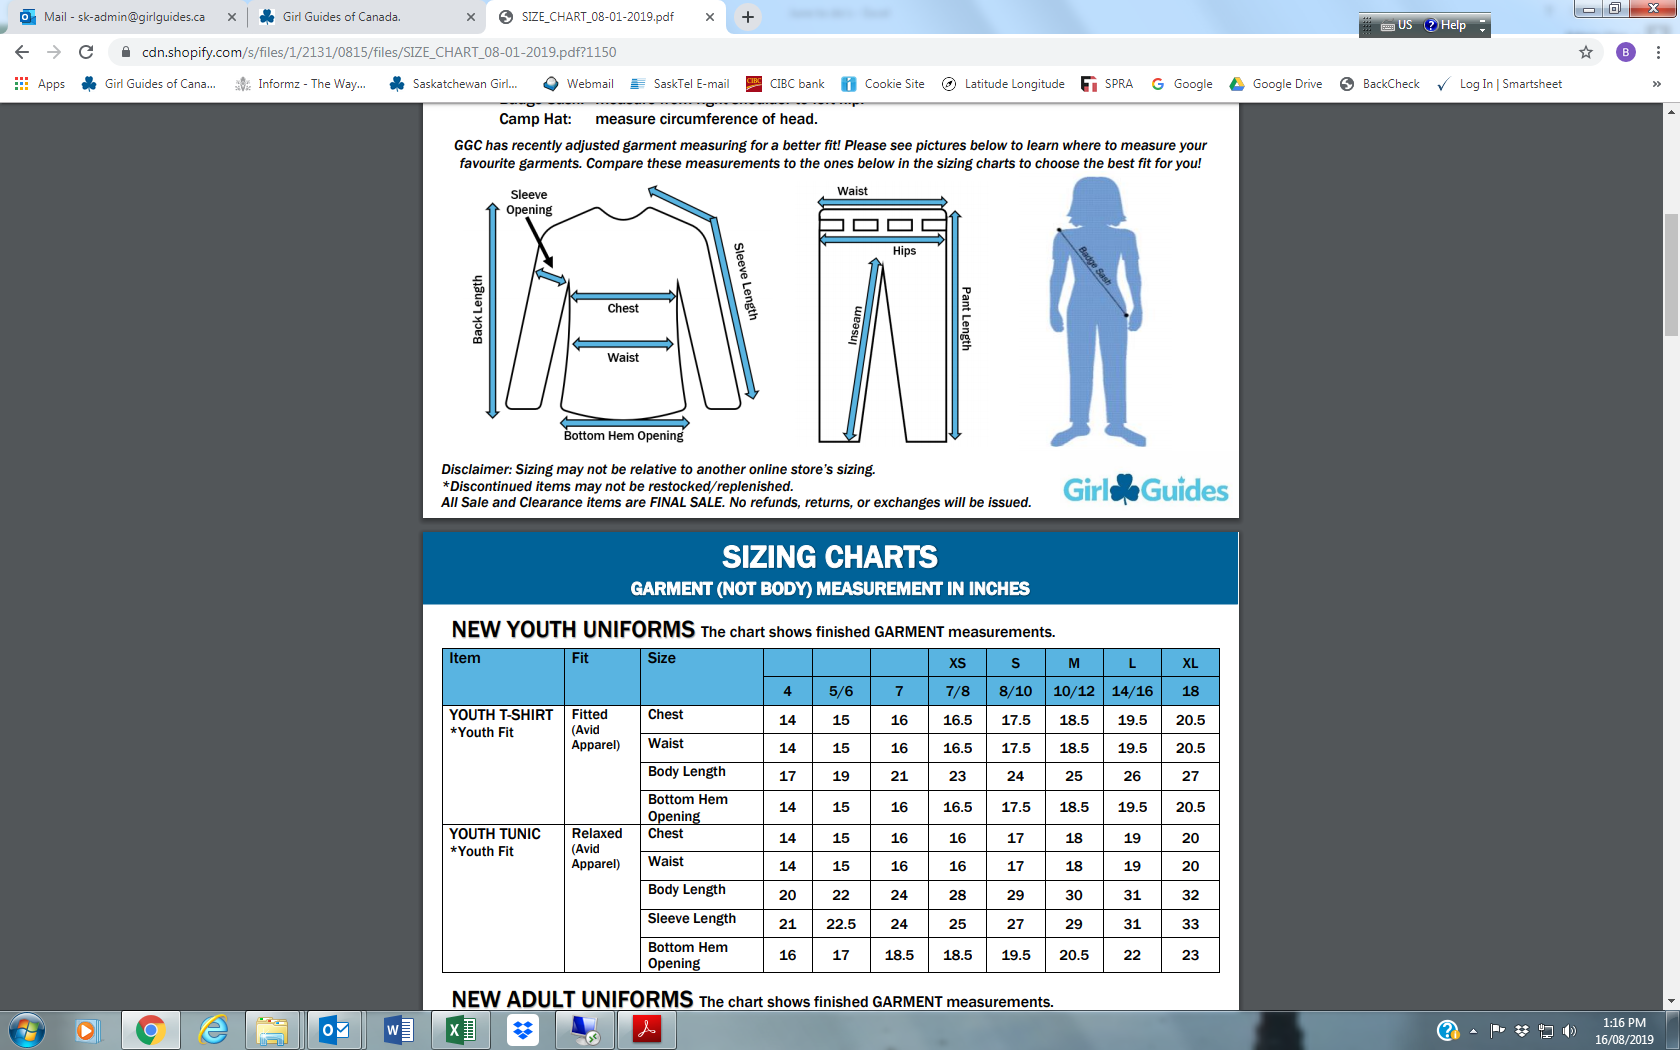 Mail - sk-admin@girlguides.ca
Girl Guides of Canada.
SIZE_CHART_08-01-2019.pdf
US Help
cdn.shopify.com/s/files/1/2131/0815/files/SIZE_CHART_08-01-2019.pdf?1150
B
Apps Girl Guides of Cana... Informz - The Way... Saskatchewan Girl... Webmail SaskTel E-mail CIBC bank Cookie Site Latitude Longitude SPRA Google Google Drive BackCheck Log In | Smartsheet »
Badge Sash: measure from right shoulder to left hip.
Camp Hat: measure circumference of head.
GGC has recently adjusted garment measuring for a better fit! Please see pictures below to learn where to measure your
favourite garments. Compare these measurements to the ones below in the sizing charts to choose the best fit for you!
Sleeve
Opening
Back Length
Sleeve Length
Chest
Waist
Bottom Hem Opening
Waist
Hips
Inseam
Pant Length
Badge Sash
Disclaimer: Sizing may not be relative to another online store's sizing.
*Discontinued items may not be restocked/replenished.
All Sale and Clearance items are FINAL SALE. No refunds, returns, or exchanges will be issued.
Girl Guides
SIZING CHARTS
GARMENT (NOT BODY) MEASUREMENT IN INCHES
NEW YOUTH UNIFORMS The chart shows finished GARMENT measurements.
Item Fit Size XS S M L XL
4 5/6 7 7/8 8/10 10/12 14/16 18
YOUTH T-SHIRT
*Youth Fit
Fitted
(Avid
Apparel)
Chest 14 15 16 16.5 17.5 18.5 19.5 20.5
Waist 14 15 16 16.5 17.5 18.5 19.5 20.5
Body Length 17 19 21 23 24 25 26 27
Bottom Hem
Opening 14 15 16 16.5 17.5 18.5 19.5 20.5
YOUTH TUNIC
*Youth Fit
Relaxed
(Avid
Apparel)
Chest 14 15 16 16 17 18 19 20
Waist 14 15 16 16 17 18 19 20
Body Length 20 22 24 28 29 30 31 32
Sleeve Length 21 22.5 24 25 27 29 31 33
Bottom Hem
Opening 16 17 18.5 18.5 19.5 20.5 22 23
NEW ADULT UNIFORMS The chart shows finished GARMENT measurements.
1:16 PM
16/08/2019